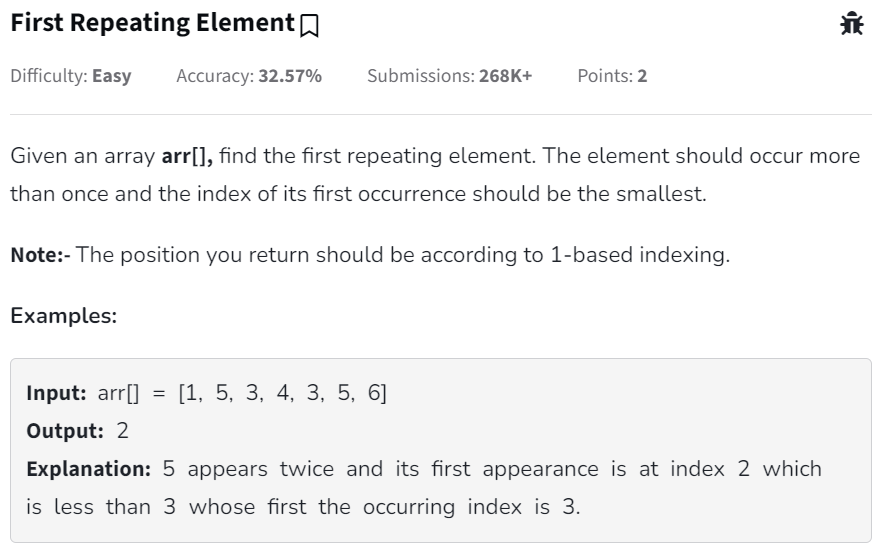 First Repeating Element
Difficulty: Easy Accuracy: 32.57% Submissions: 268K+ Points: 2
Given an array arr[], find the first repeating element. The element should occur more
than once and the index of its first occurrence should be the smallest.
Note:- The position you return should be according to 1-based indexing.
Examples:
Input: arr[] = [1, 5, 3, 4, 3, 5, 6]
Output: 2
Explanation: 5 appears twice and its first appearance is at index 2 which
is less than 3 whose first the occurring index is 3.